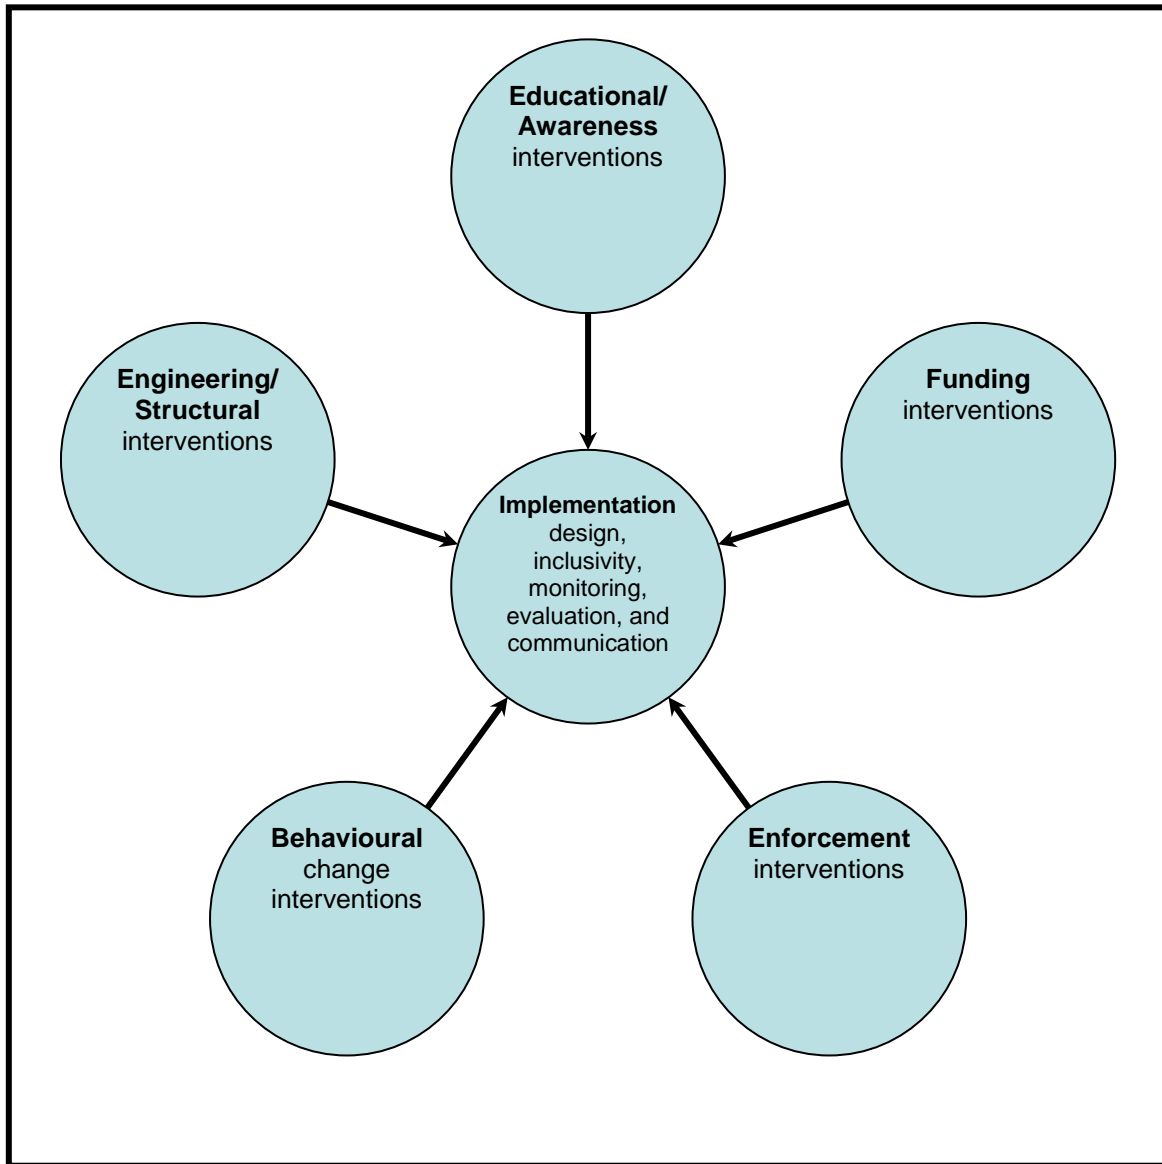 Educational/
Awareness
interventions
Engineering/
Structural
interventions
Funding
interventions
Implementation
design,
inclusivity,
monitoring,
evaluation, and
communication
Behavioural
change
interventions
Enforcement
interventions